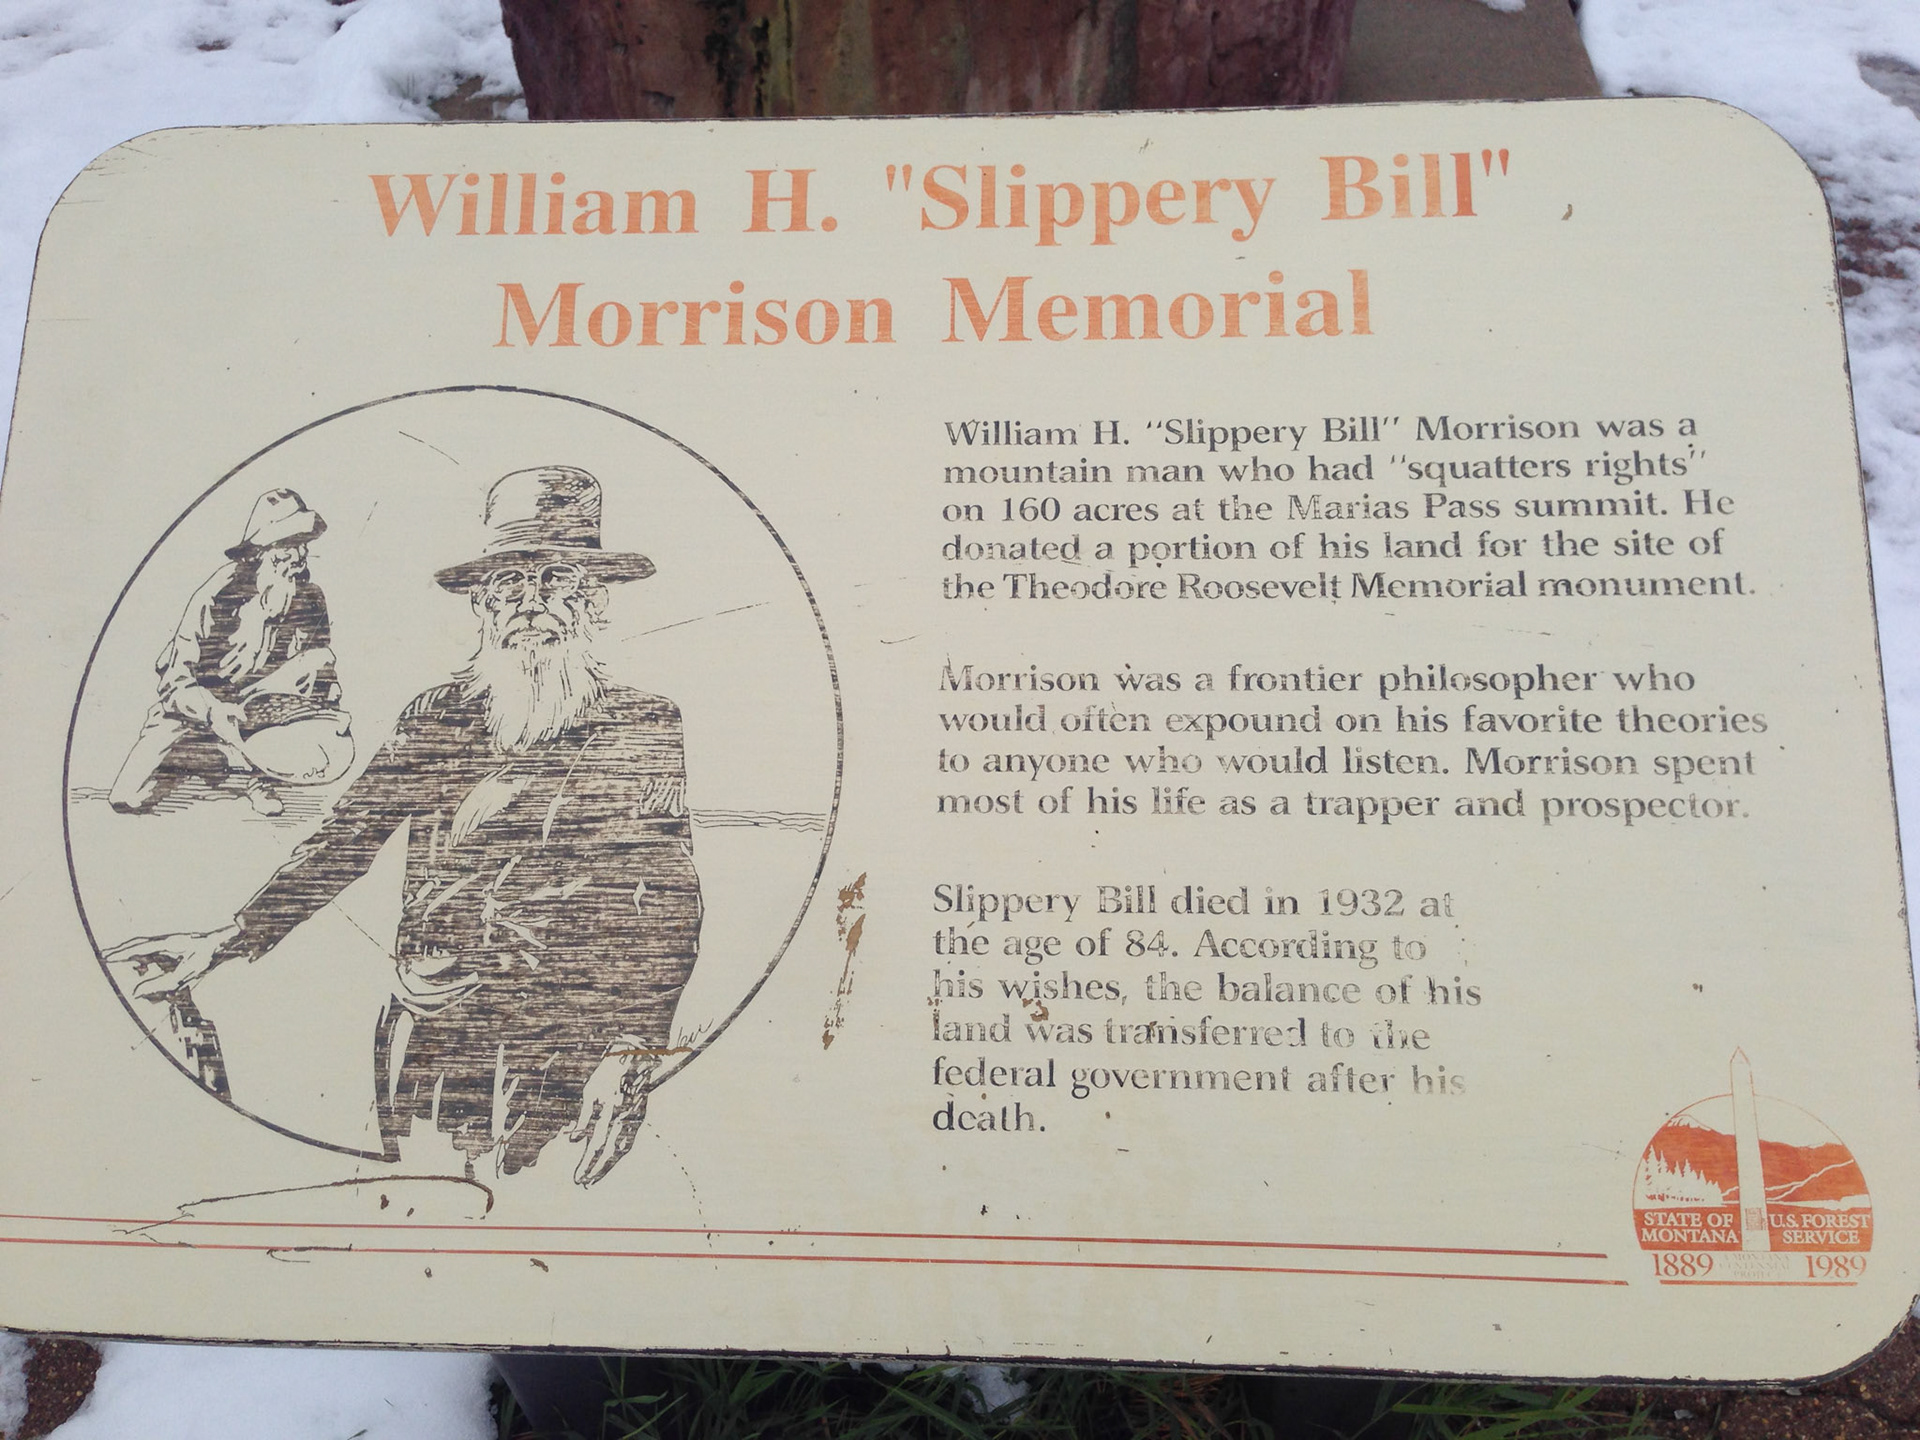 William H. "Slippery Bill"
Morrison Memorial
William H. "Slippery Bill" Morrison was a
mountain man who had "squatters rights"
on 160 acres at the Marias Pass summit. He
donated a portion of his land for the site of
the Theodore Roosevelt Memorial monument.
Morrison was a frontier philosopher who
would often expound on his favorite theories
to anyone who would listen. Morrison spent
most of his life as a trapper and prospector.
Slippery Bill died in 1932 at
the age of 84. According to
his wishes, the balance of his
land was transferred to the
federal government after his
death.
STATE OF MONTANA
U.S. FOREST SERVICE
1889 1989